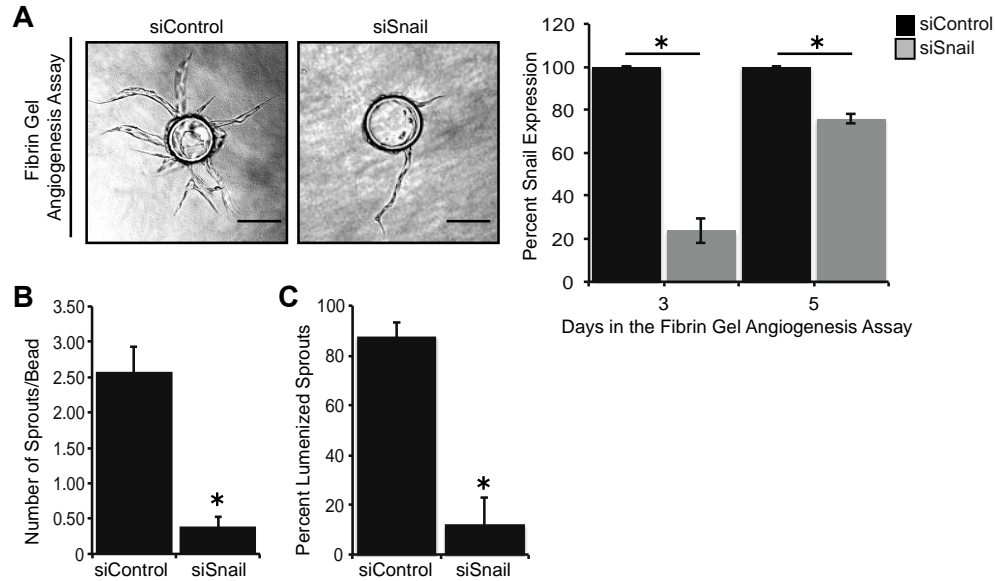 A
siControl
siSnail
Fibrin Gel
Angiogenesis Assay
siControl
siSnail
120
100
80
60
40
20
0
Percent Snail Expression
*
*
3
5
Days in the Fibrin Gel Angiogenesis Assay
B
3.50
3.00
2.50
2.00
1.50
1.00
0.50
0
Number of Sprouts/Bead
*
siControl
siSnail
C
100
80
60
40
20
0
Percent Lumenized Sprouts
*
siControl
siSnail